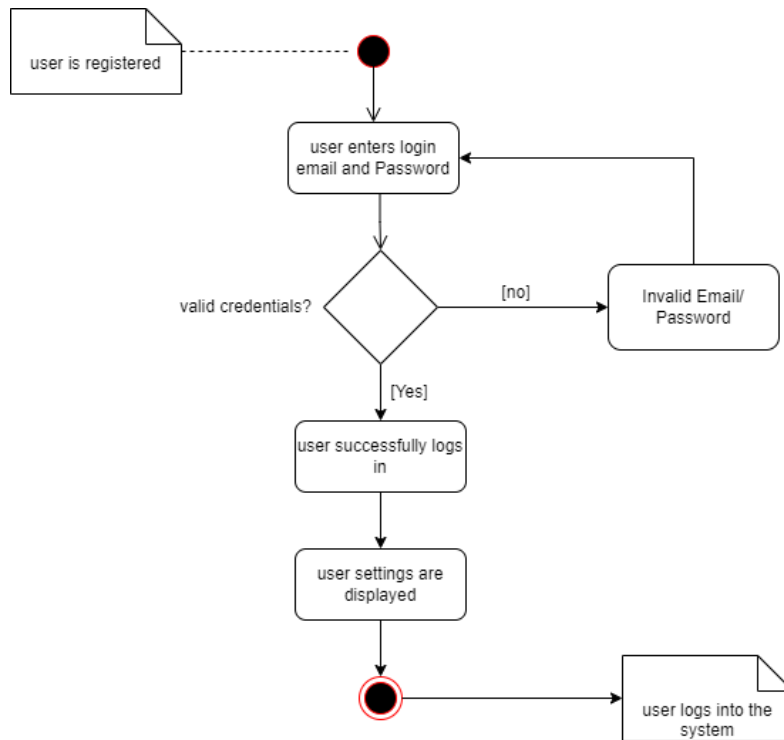 user is registered
user enters login
email and Password
valid credentials?
[no]
Invalid Email/
Password
[Yes]
user successfully logs
in
user settings are
displayed
user logs into the
system